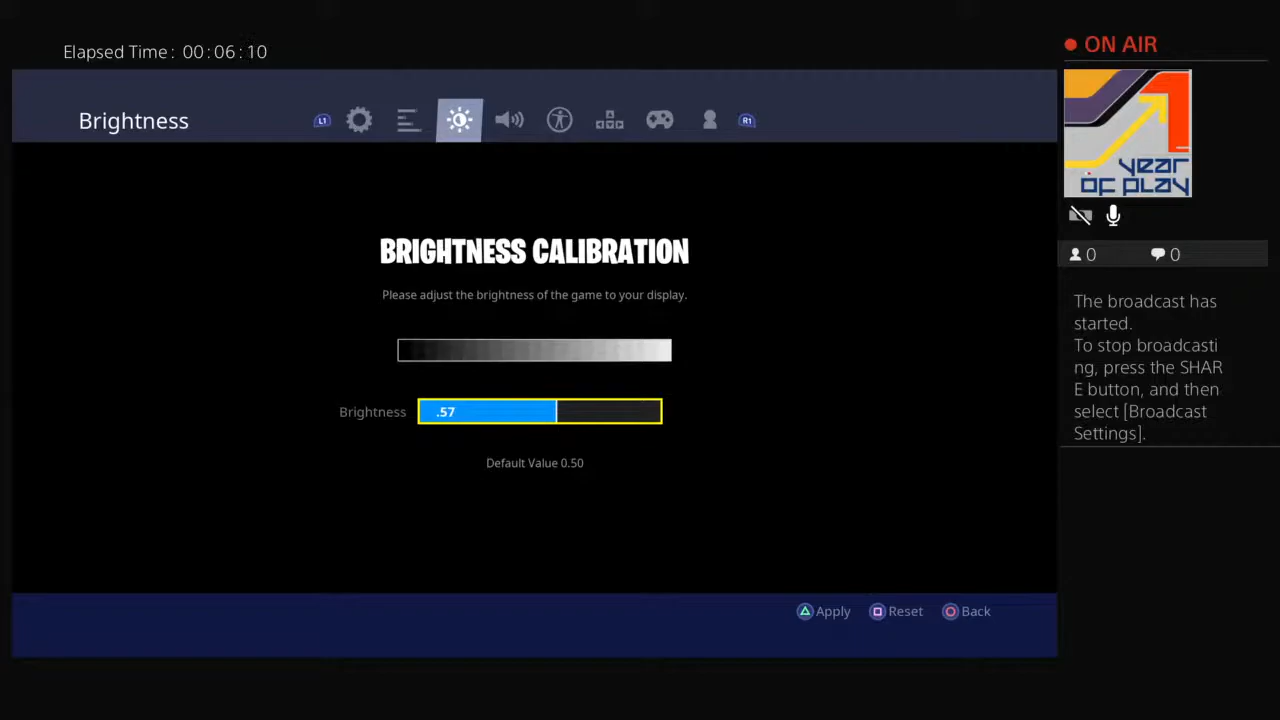 Elapsed Time: 00:06:10
ON AIR
Brightness
L1
R1
year
of play
0
0
BRIGHTNESS CALIBRATION
Please adjust the brightness of the game to your display.
Brightness
.57
Default Value 0.50
The broadcast has
started.
To stop broadcasti
ng, press the SHAR
E button, and then
select [Broadcast
Settings].
Apply
Reset
Back